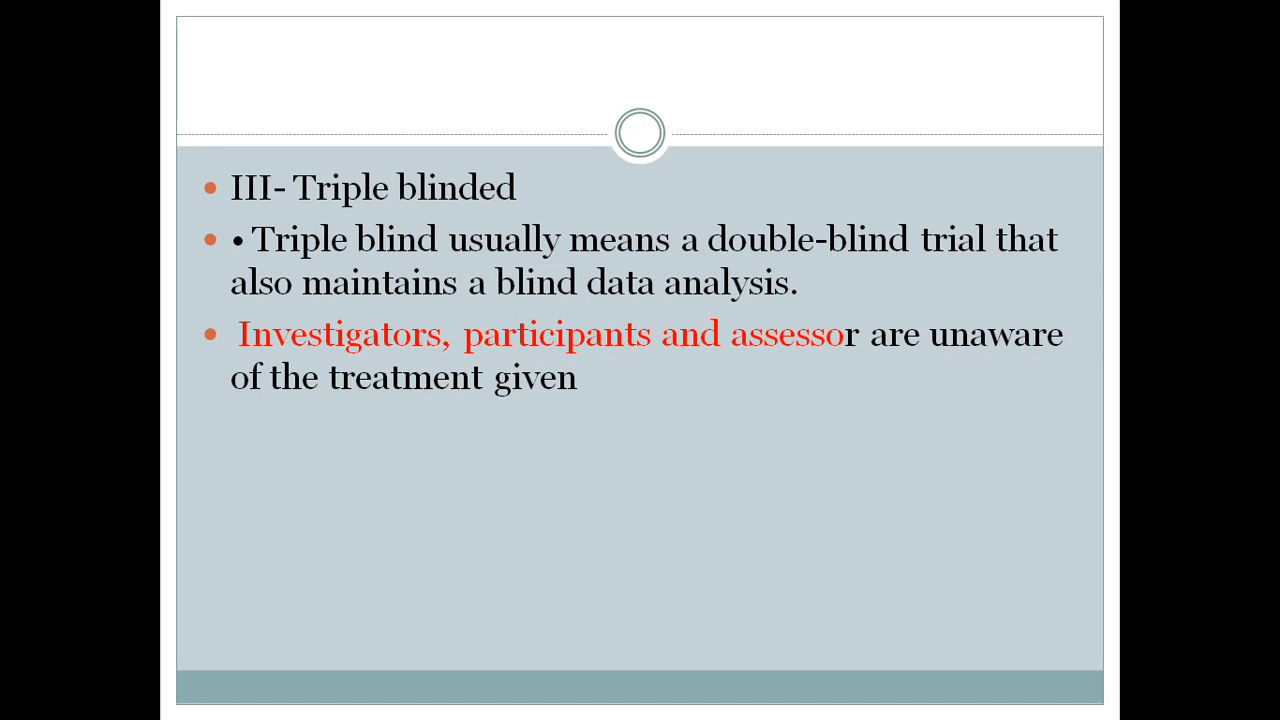 • III- Triple blinded
• • Triple blind usually means a double-blind trial that
also maintains a blind data analysis.
• Investigators, participants and assessor are unaware
of the treatment given